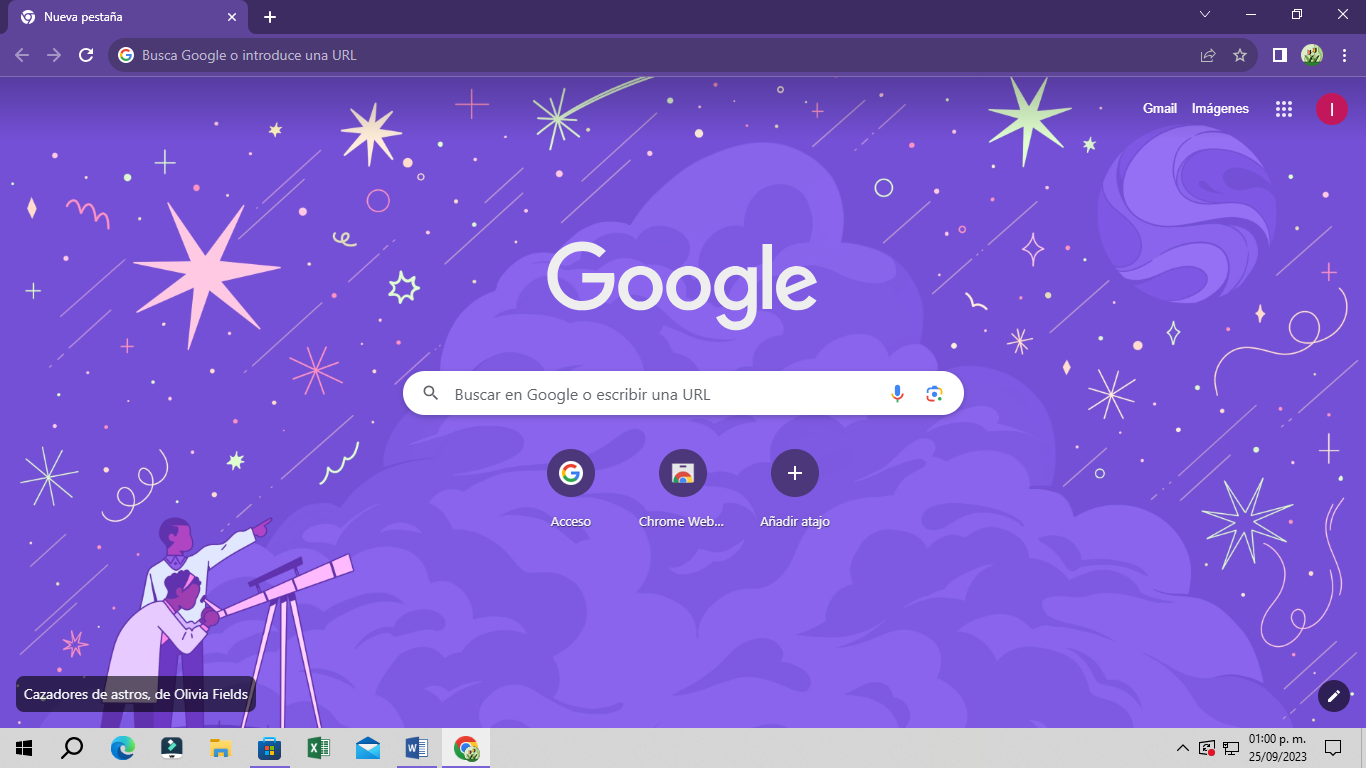 Nueva pestaña
Busca Google o introduce una URL
Gmail Imágenes I
Google
Buscar en Google o escribir una URL
Acceso Chrome Web... Añadir atajo
Cazadores de astros, de Olivia Fields
01:00 p. m.
25/09/2023